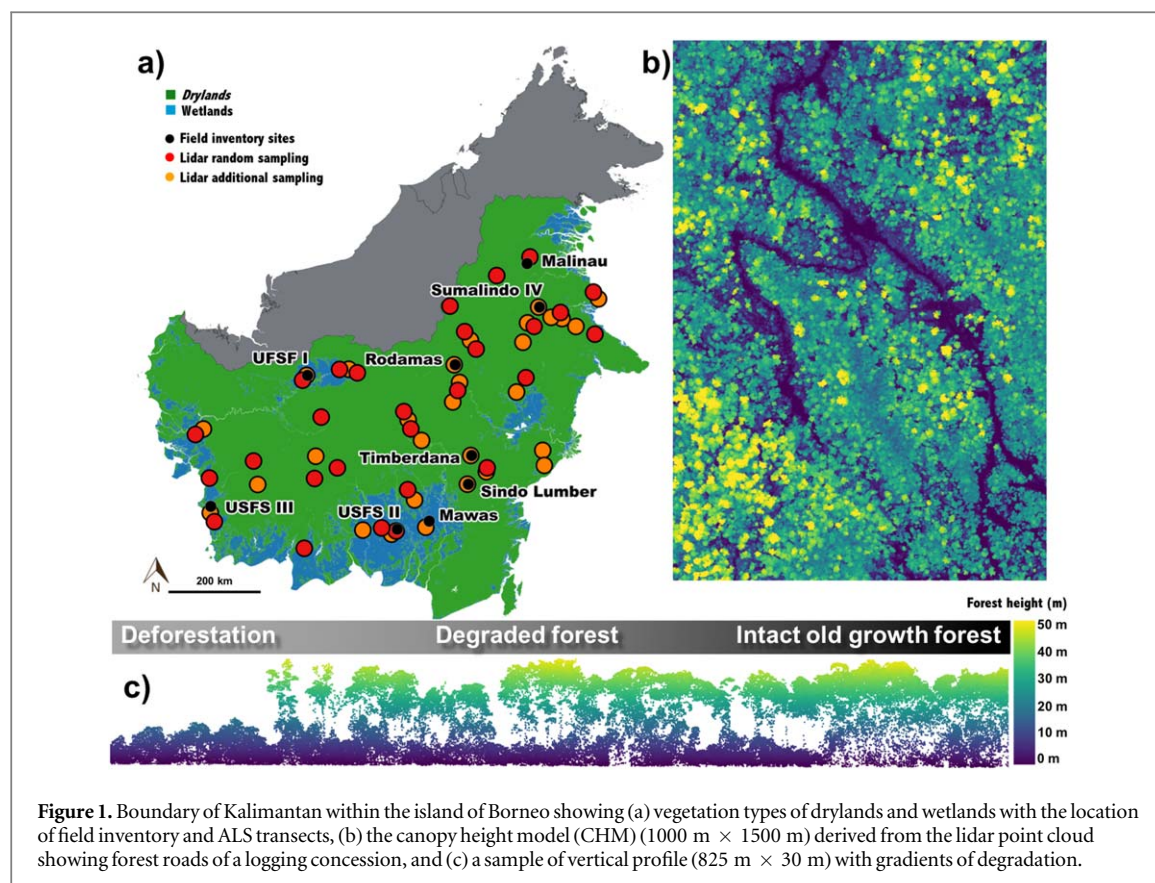 a)
Drylands
Wetlands
Field inventory sites
Lidar random sampling
Lidar additional sampling
b)
Malinau
Sumalindo IV
UFSF I
Rodamas
Timberdana
Sindo Lumber
USFS III
USFS II
Mawas
N
200 km
Forest height (m)
Deforestation Degraded forest Intact old growth forest
50 m
40 m
c)
30 m
20 m
10 m
0 m
Figure 1. Boundary of Kalimantan within the island of Borneo showing (a) vegetation types of drylands and wetlands with the location
of field inventory and ALS transects, (b) the canopy height model (CHM) (1000 m × 1500 m) derived from the lidar point cloud
showing forest roads of a logging concession, and (c) a sample of vertical profile (825 m × 30 m) with gradients of degradation.